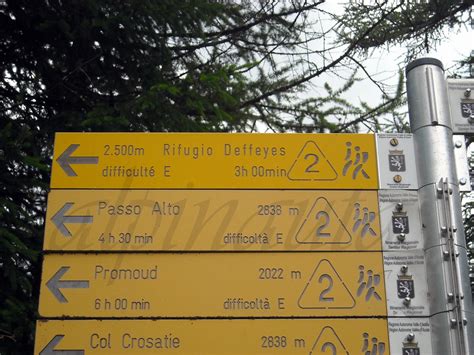 2.500m Rifugio Deffeyes 2
difficulté E 3h 00min
Passo Alto 2838 m 2
4 h 30 min difficoltà E
Promoud 2022 m 2
6 h 00 min difficoltà E
Col Crosatie 2838 m 2